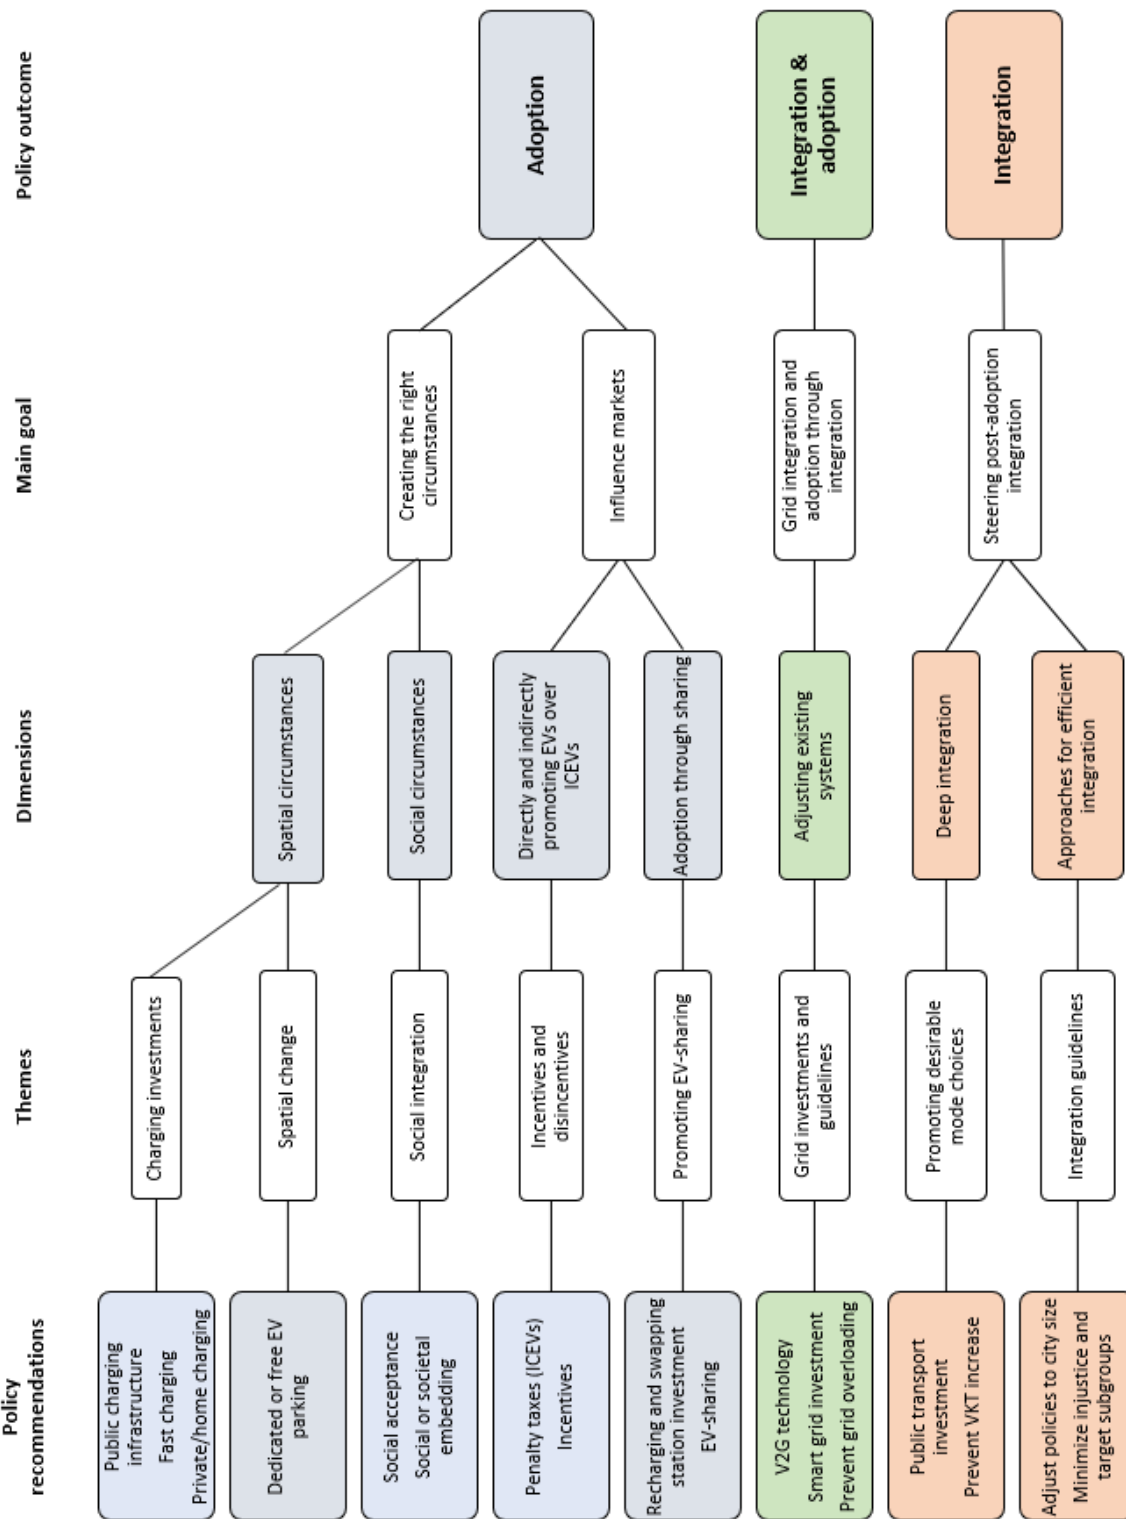 Policy
recommendations
Themes
DImensions
Main goal
Policy outcome
Public charging
infrastructure
Fast charging
Private/home charging
Charging investments
Spatial circumstances
Creating the right
circumstances
Adoption
Dedicated or free EV
parking
Spatial change
Social acceptance
Social or societal
embedding
Social integration
Social circumstances
Penalty taxes (ICEVs)
Incentives
Incentives and
disincentives
Directly and indirectly
promoting EVs over
ICEVs
Influence markets
Recharging and swapping
station investment
EV-sharing
Promoting EV-sharing
Adoption through sharing
V2G technology
Smart grid investment
Prevent grid overloading
Grid investments and
guidelines
Adjusting existing
systems
Grid integration and
adoption through
integration
Integration &
adoption
Public transport
investment
Prevent VKT increase
Promoting desirable
mode choices
Deep integration
Steering post-adoption
integration
Integration
Adjust policies to city size
Minimize injustice and
target subgroups
Integration guidelines
Approaches for efficient
integration